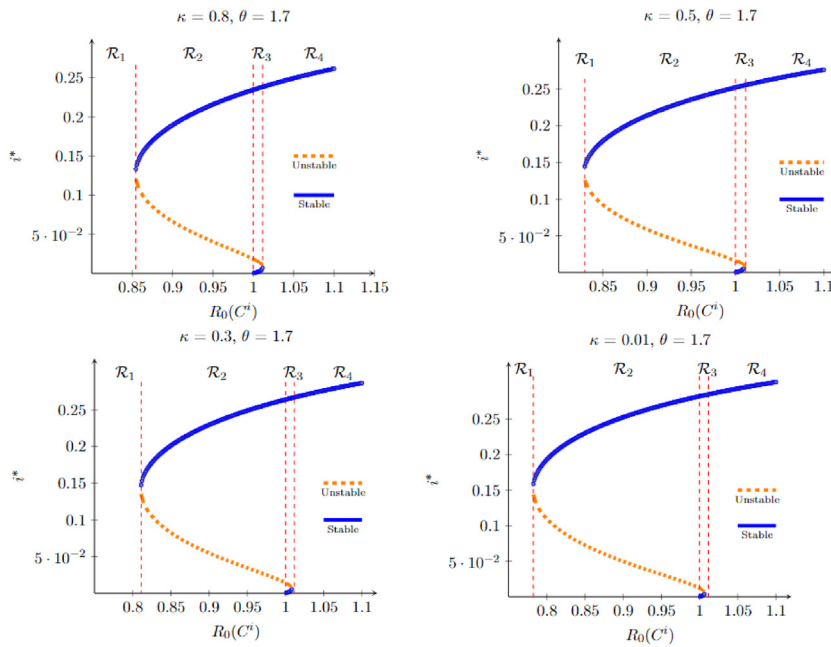 κ = 0.8, θ = 1.7
R₁ R₂ R₃ R₄
0.25
0.2
0.15
0.1
5 · 10⁻²
i*
Unstable
Stable
0.85 0.9 0.95 1 1.05 1.1 1.15
R₀(Cⁱ)
κ = 0.5, θ = 1.7
R₁ R₂ R₃ R₄
0.25
0.2
0.15
0.1
5 · 10⁻²
i*
Unstable
Stable
0.85 0.9 0.95 1 1.05 1.1
R₀(Cⁱ)
κ = 0.3, θ = 1.7
R₁ R₂ R₃ R₄
0.25
0.2
0.15
0.1
5 · 10⁻²
i*
Unstable
Stable
0.8 0.85 0.9 0.95 1 1.05 1.1
R₀(Cⁱ)
κ = 0.01, θ = 1.7
R₁ R₂ R₃ R₄
0.25
0.2
0.15
0.1
5 · 10⁻²
i*
Unstable
Stable
0.8 0.85 0.9 0.95 1 1.05 1.1
R₀(Cⁱ)